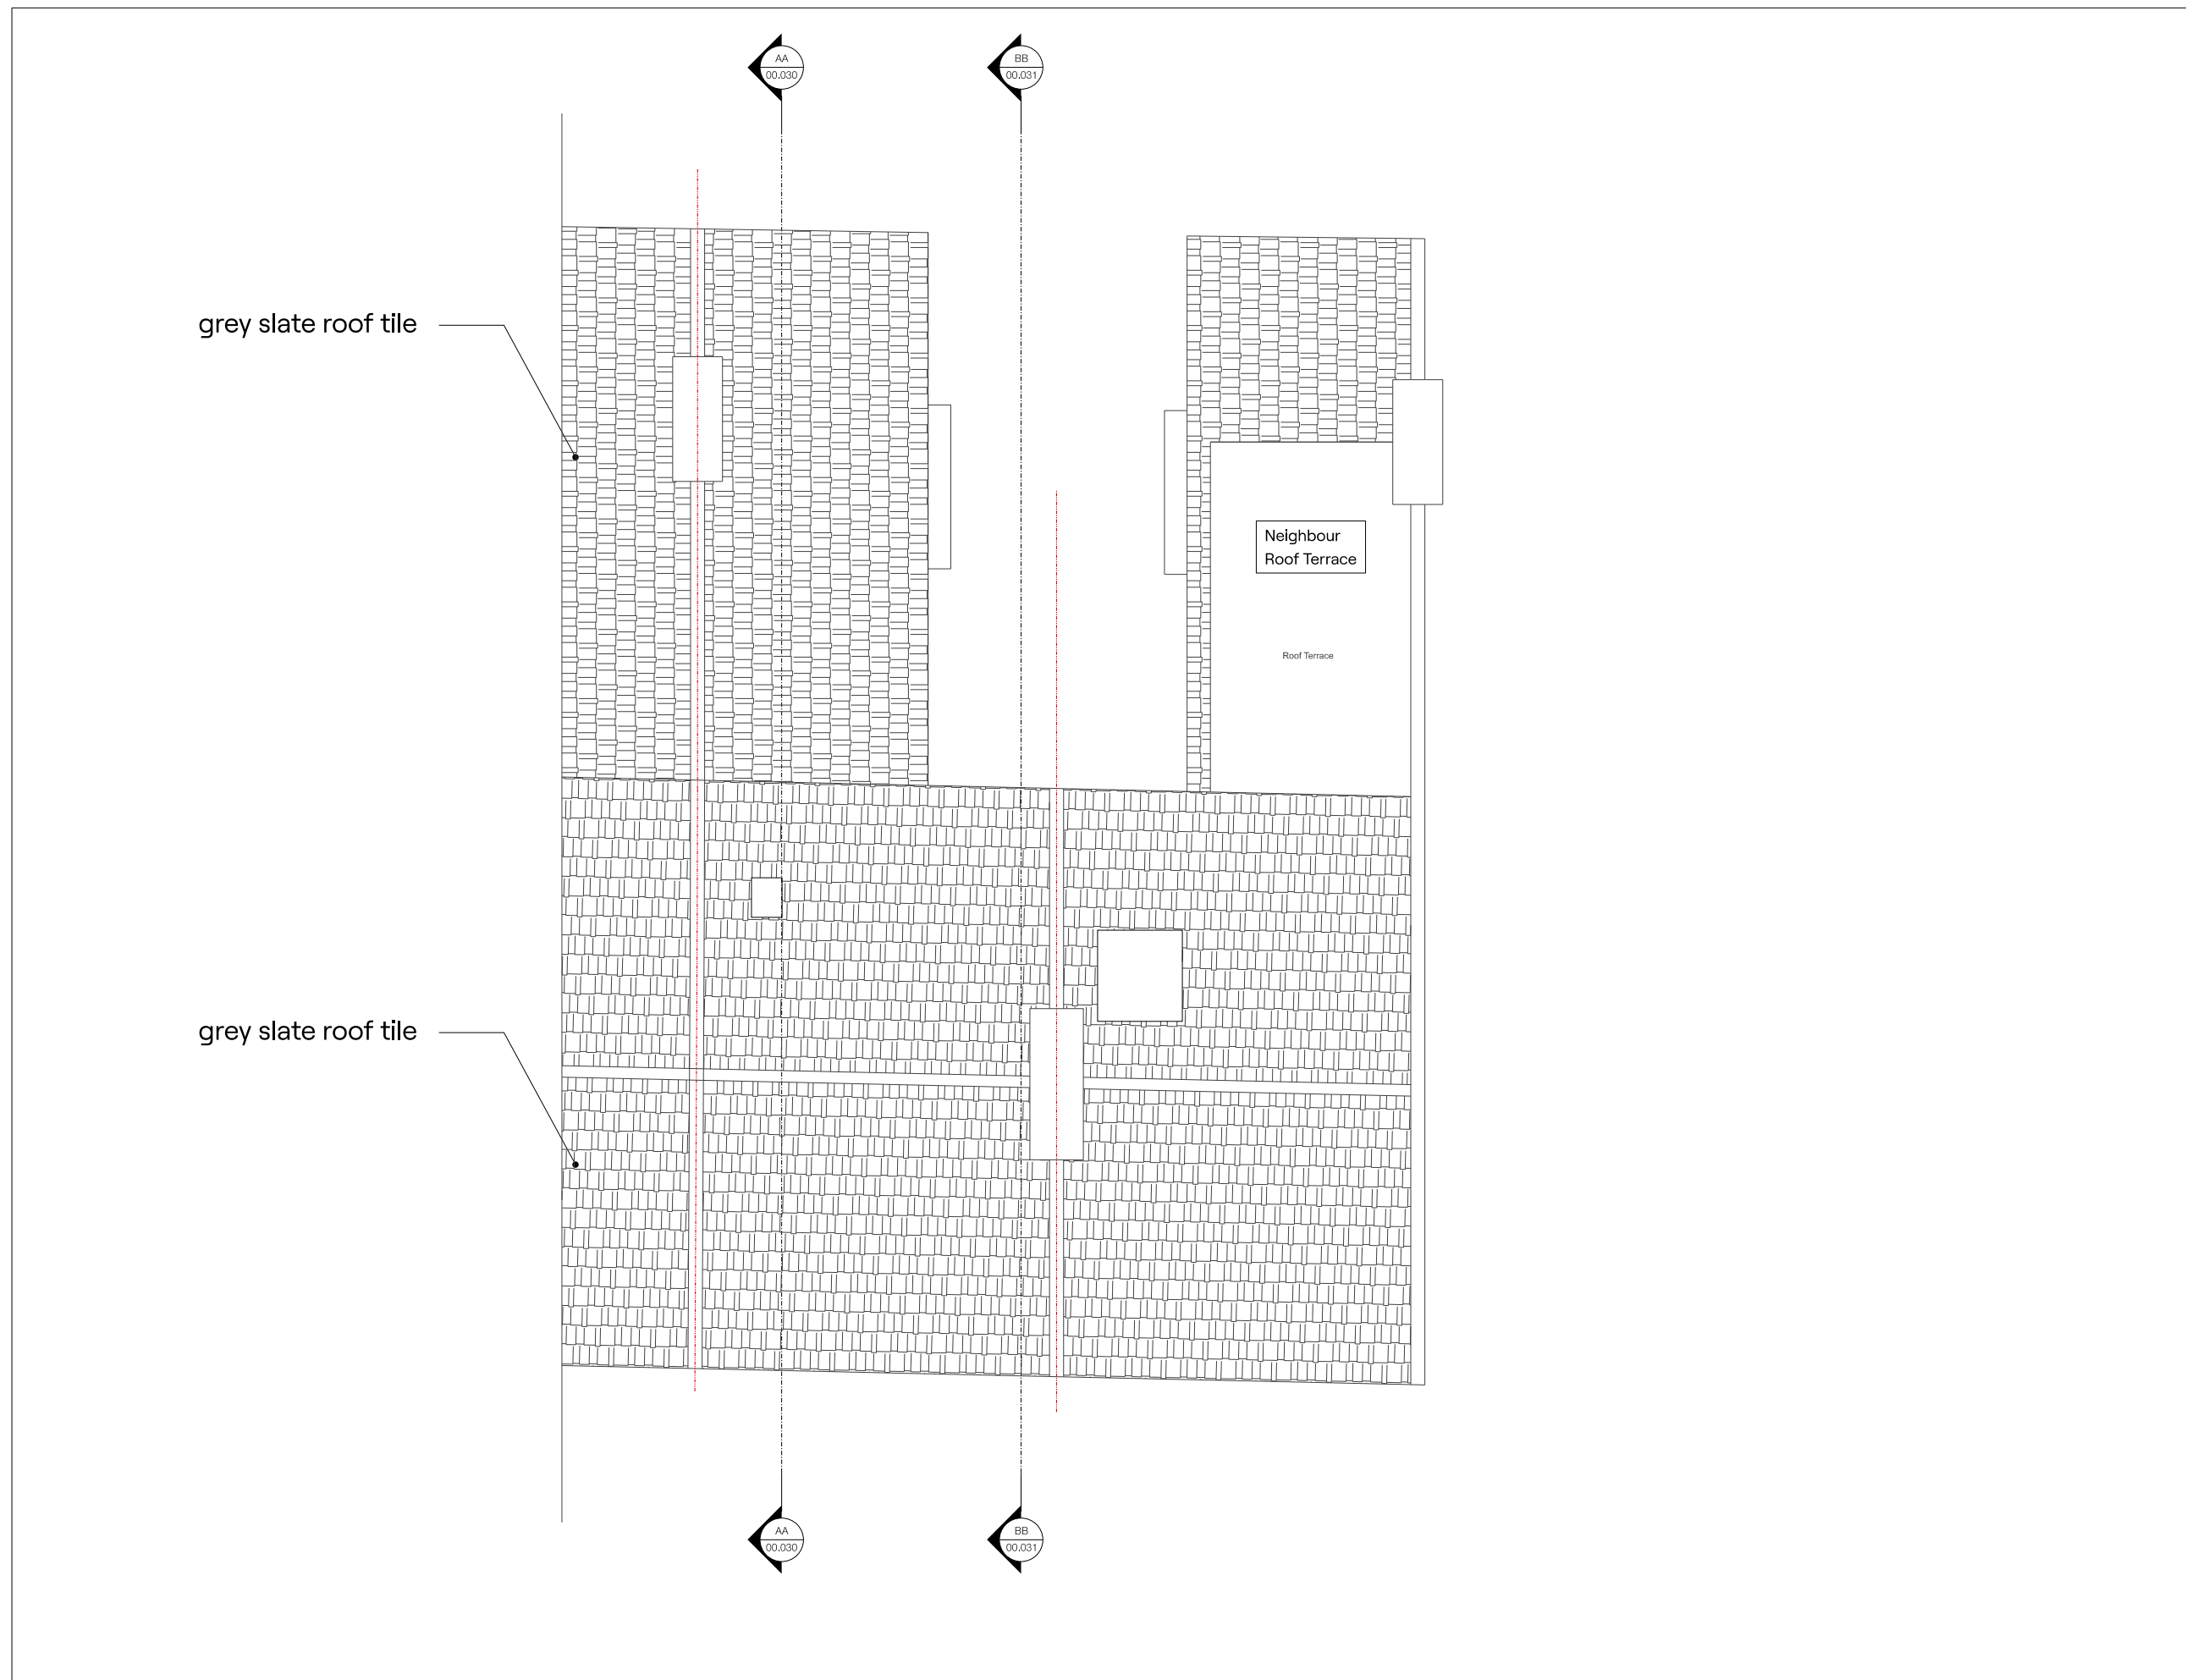 AA
00.030
BB
00.031
grey slate roof tile
Neighbour
Roof Terrace
Roof Terrace
grey slate roof tile
AA
00.030
BB
00.031